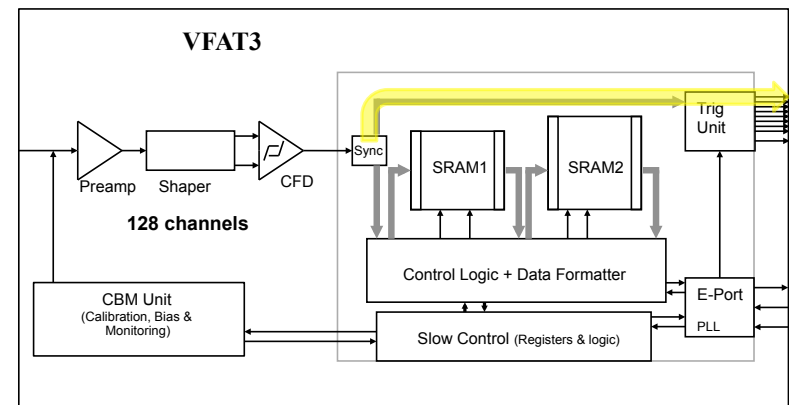 VFAT3
Trig
Unit
Sync
SRAM1
SRAM2
Preamp
Shaper
CFD
128 channels
Control Logic + Data Formatter
CBM Unit
(Calibration, Bias &
Monitoring)
E-Port
PLL
Slow Control (Registers & logic)